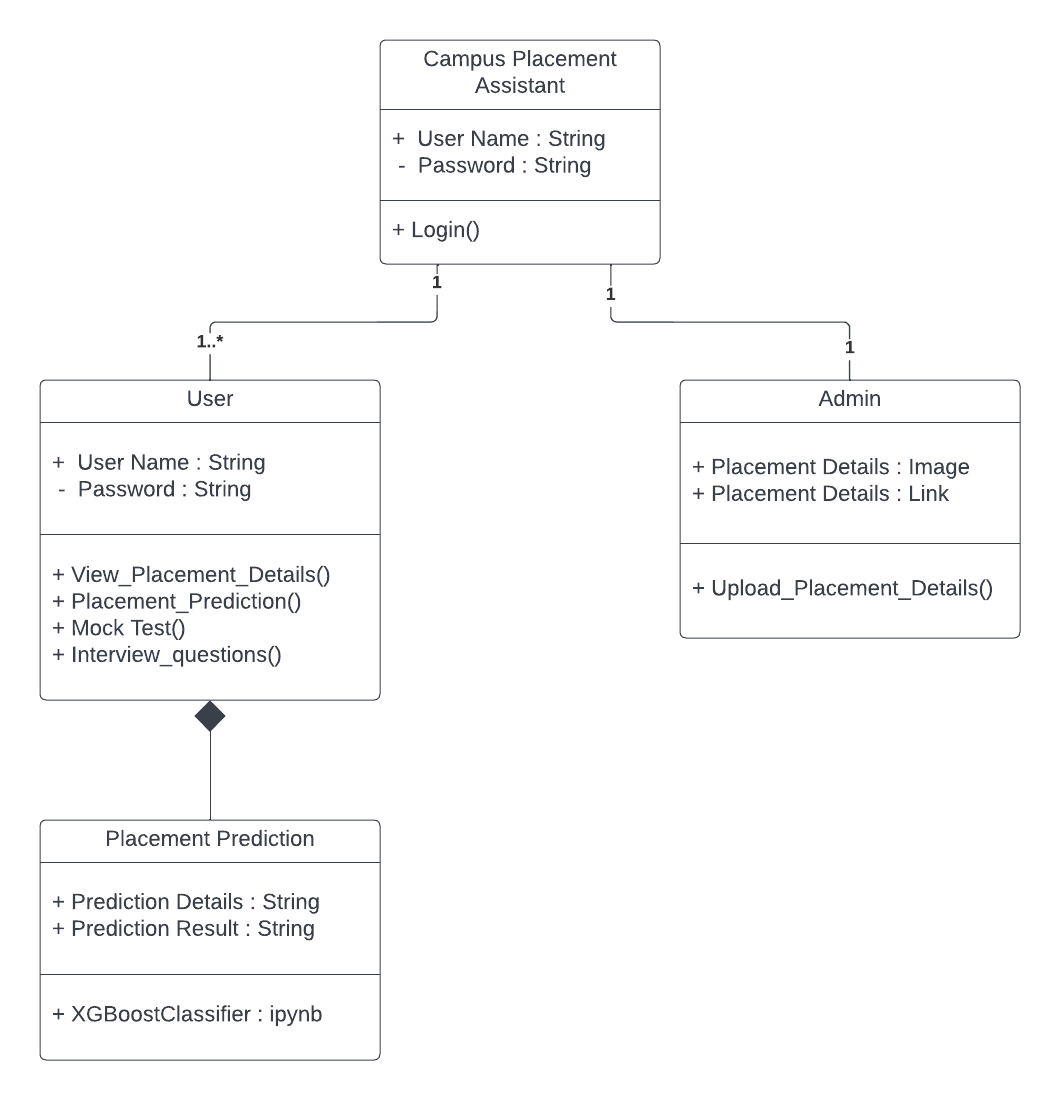 Campus Placement
Assistant
+ User Name : String
- Password : String
+ Login()
1
1
1..*
1
User
+ User Name : String
- Password : String
+ View_Placement_Details()
+ Placement_Prediction()
+ Mock Test()
+ Interview_questions()
Admin
+ Placement Details : Image
+ Placement Details : Link
+ Upload_Placement_Details()
Placement Prediction
+ Prediction Details : String
+ Prediction Result : String
+ XGBoostClassifier : ipynb